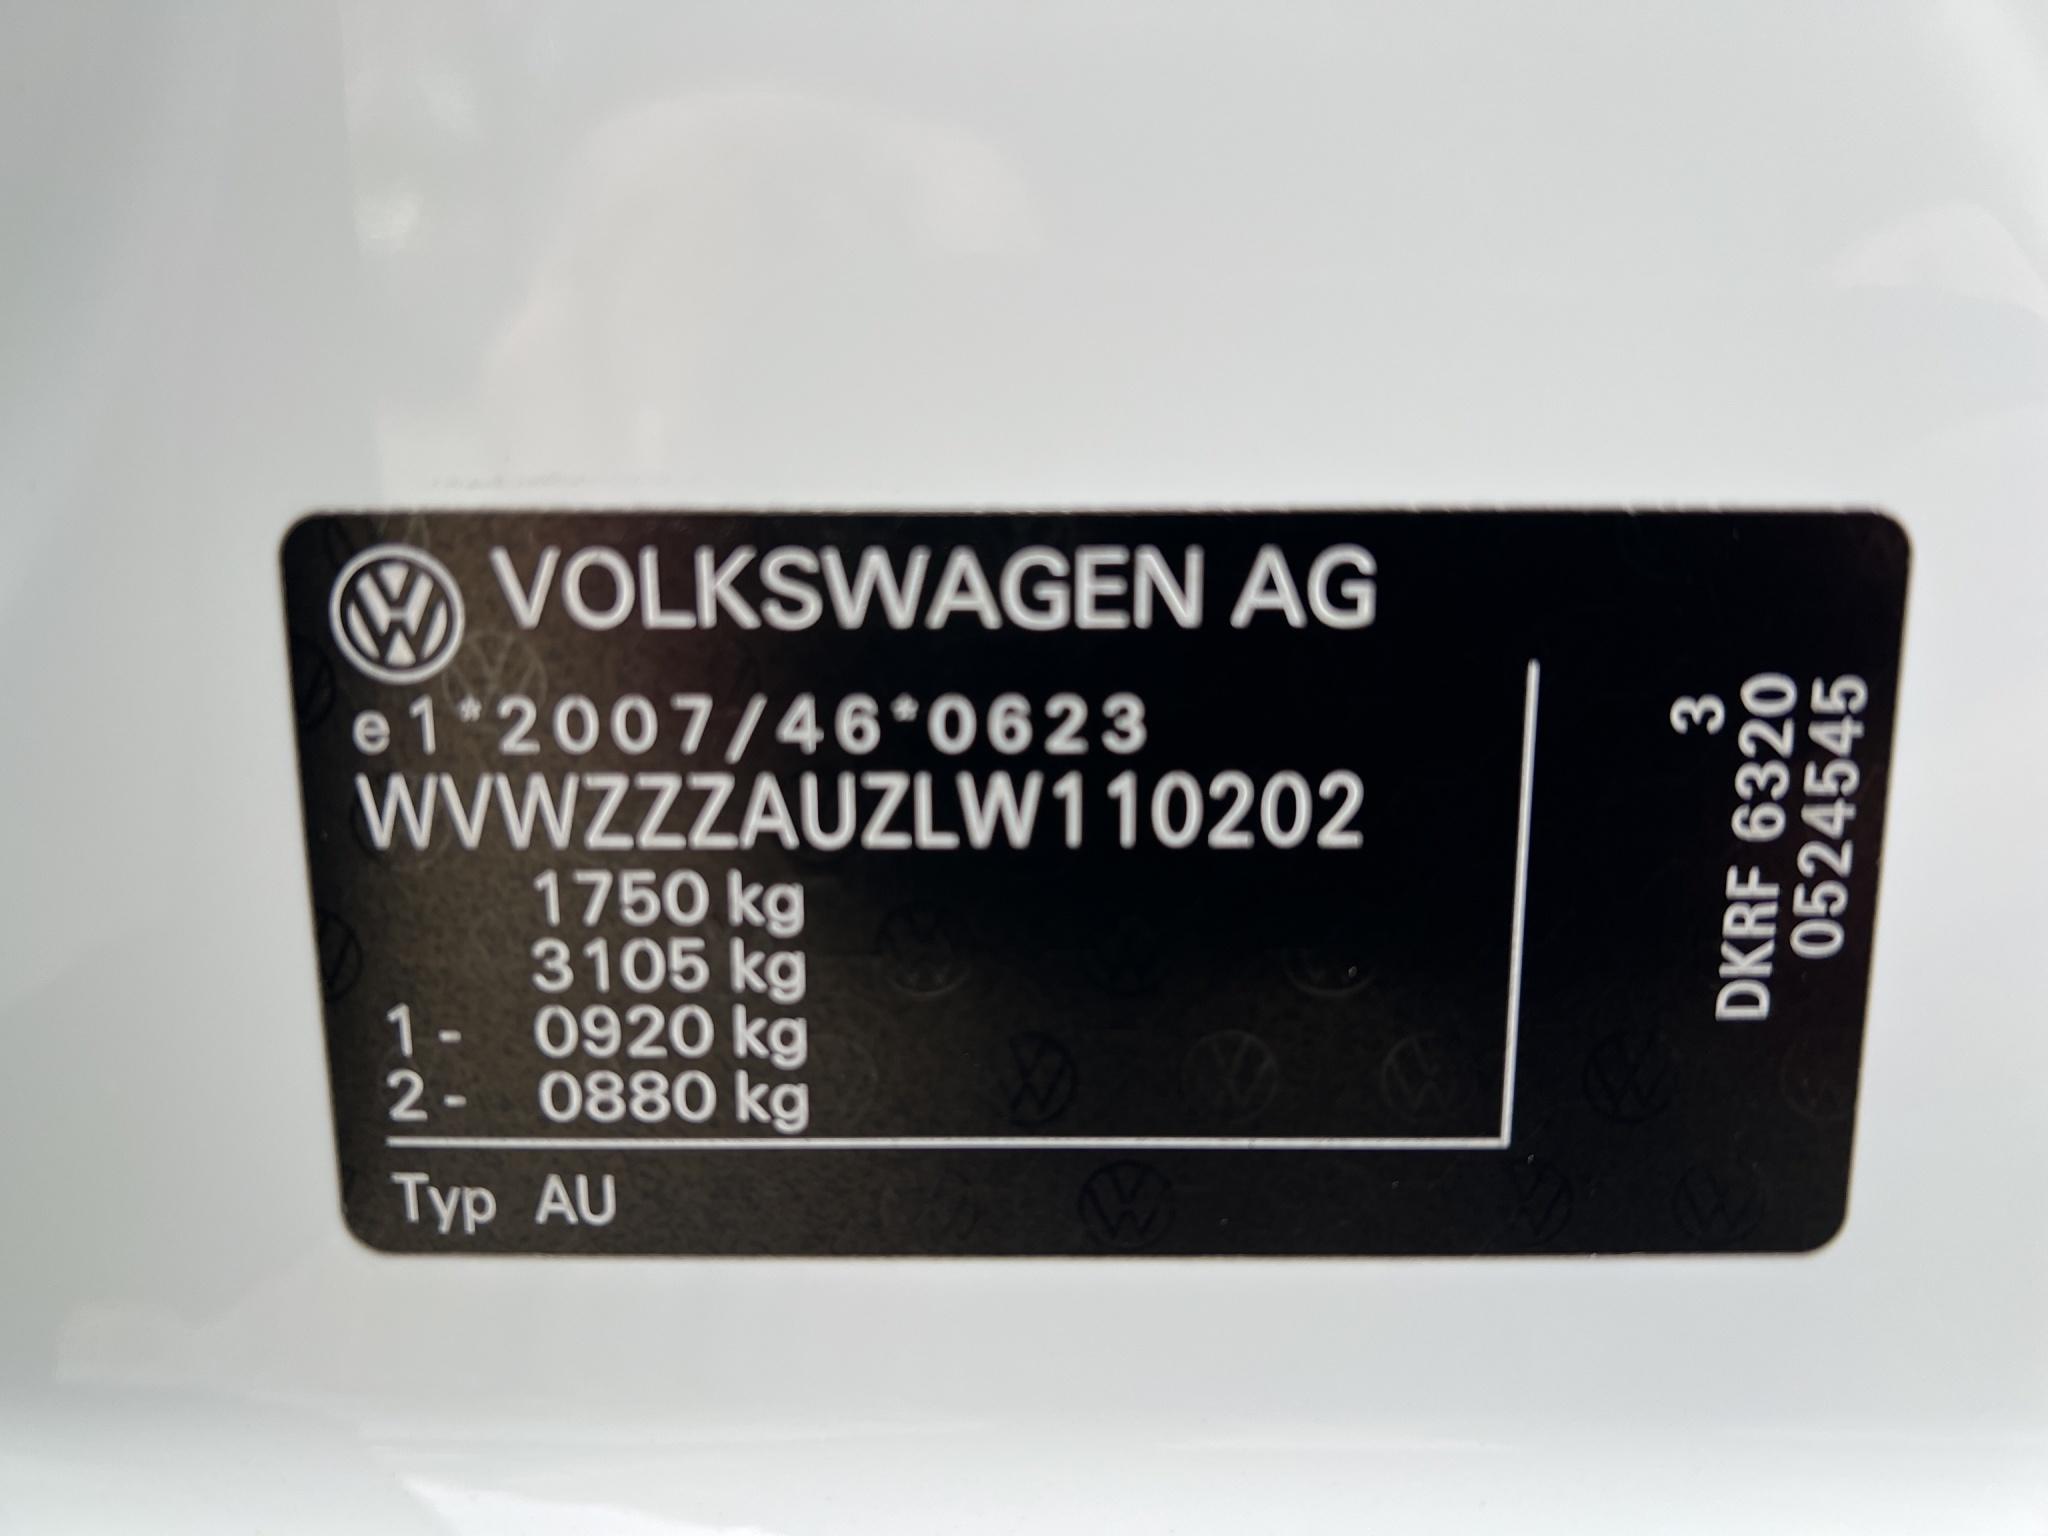 VOLKSWAGEN AG
e1*2007/46*0623
WVWZZZAUZLW110202
1750 kg
3105 kg
1- 0920 kg
2- 0880 kg
Typ AU
3
DKRF 6320
0524545